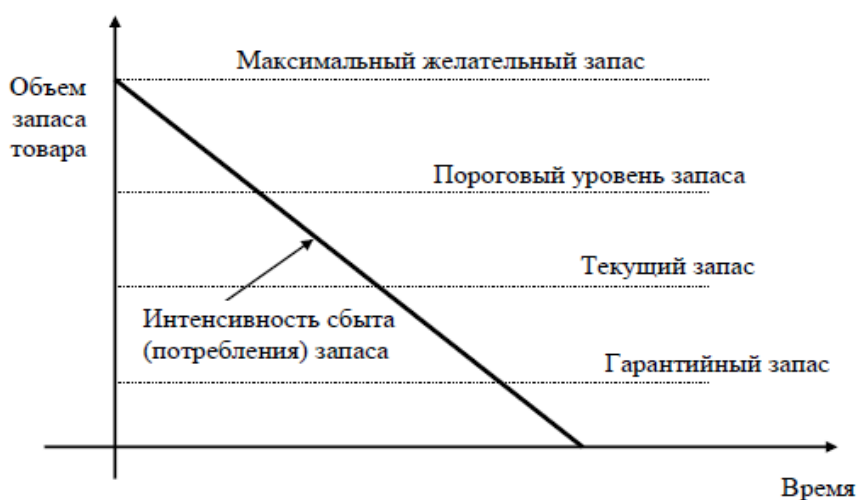 Максимальный желательный запас
Объем
запаса
товара
Пороговый уровень запаса
Текущий запас
Интенсивность сбыта
(потребления) запаса
Гарантийный запас
Время